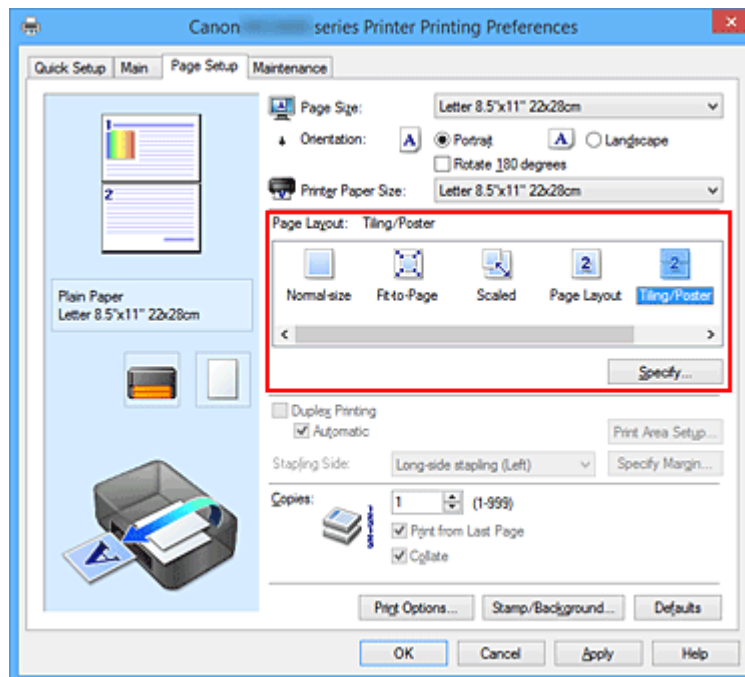 Canon series Printer Printing Preferences
Quick Setup Main Page Setup Maintenance
1
2
Plain Paper
Letter 8.5"x11" 22x28cm
Page Size: Letter 8.5"x11" 22x28cm
Orientation: A Portrait A Landscape
Rotate 180 degrees
Printer Paper Size: Letter 8.5"x11" 22x28cm
Page Layout: Tiling/Poster
2 2
Normal-size Fit-to-Page Scaled Page Layout Tiling/Poster
Specify...
Duplex Printing
Automatic Print Area Setup...
Stapling Side: Long-side stapling (Left) Specify Margin...
Copies: 1 (1-999)
Print from Last Page
Collate
A
Print Options... Stamp/Background... Defaults
OK Cancel Apply Help